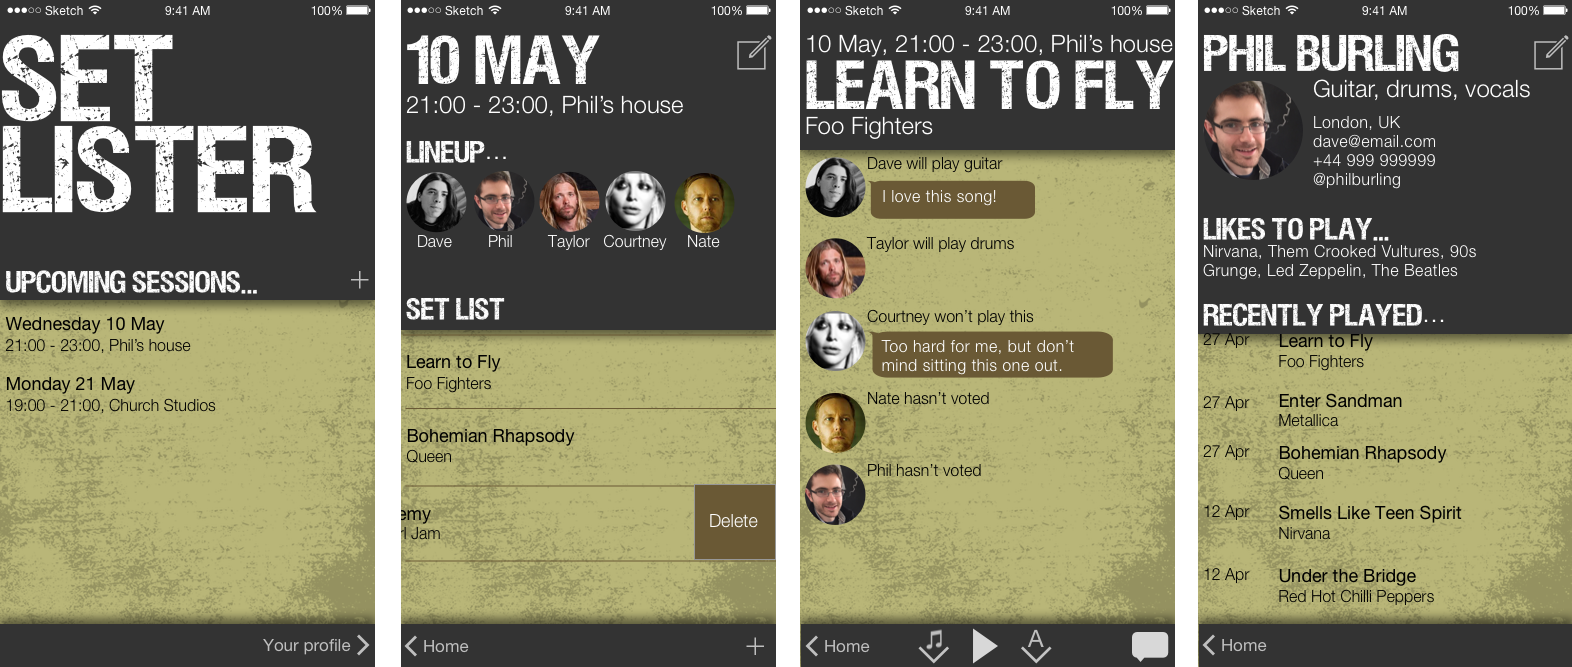 Sketch 9:41 AM 100%
SET
LISTER
UPCOMING SESSIONS...
Wednesday 10 May
21:00 - 23:00, Phil's house
Monday 21 May
19:00 - 21:00, Church Studios
Your profile
Sketch 9:41 AM 100%
10 MAY
21:00 - 23:00, Phil's house
LINEUP...
Dave Phil Taylor Courtney Nate
SET LIST
Learn to Fly
Foo Fighters
Bohemian Rhapsody
Queen
emy
rl Jam
Delete
Home
Sketch 9:41 AM 100%
10 May, 21:00 - 23:00, Phil's house
LEARN TO FLY
Foo Fighters
Dave will play guitar
I love this song!
Taylor will play drums
Courtney won't play this
Too hard for me, but don't
mind sitting this one out.
Nate hasn't voted
Phil hasn't voted
Home A
Sketch 9:41 AM 100%
PHIL BURLING
Guitar, drums, vocals
London, UK
dave@email.com
+44 999 999999
@philburling
LIKES TO PLAY...
Nirvana, Them Crooked Vultures, 90s
Grunge, Led Zeppelin, The Beatles
RECENTLY PLAYED...
27 Apr Learn to Fly
Foo Fighters
27 Apr Enter Sandman
Metallica
27 Apr Bohemian Rhapsody
Queen
12 Apr Smells Like Teen Spirit
Nirvana
12 Apr Under the Bridge
Red Hot Chilli Peppers
Home